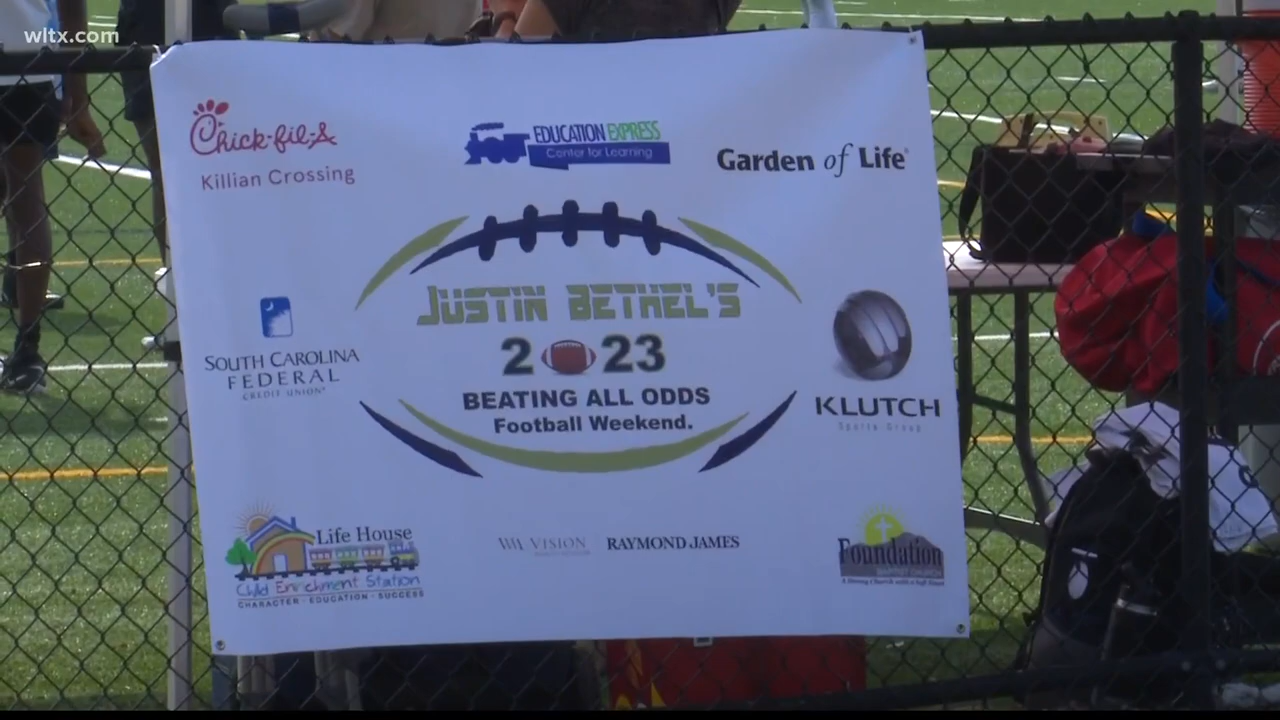 wltx.com
Chick-fil-A
Killian Crossing
EDUCATION EXPRESS
Center for Learning
Garden of Life
JUSTIN BETHEL'S
2 23
BEATING ALL ODDS
Football Weekend.
SOUTH CAROLINA
FEDERAL
CREDIT UNION
KLUTCH
Sports Group
Life House
Child Enrichment Station
CHARACTER - EDUCATION - SUCCESS
VISION
RAYMOND JAMES
Foundation